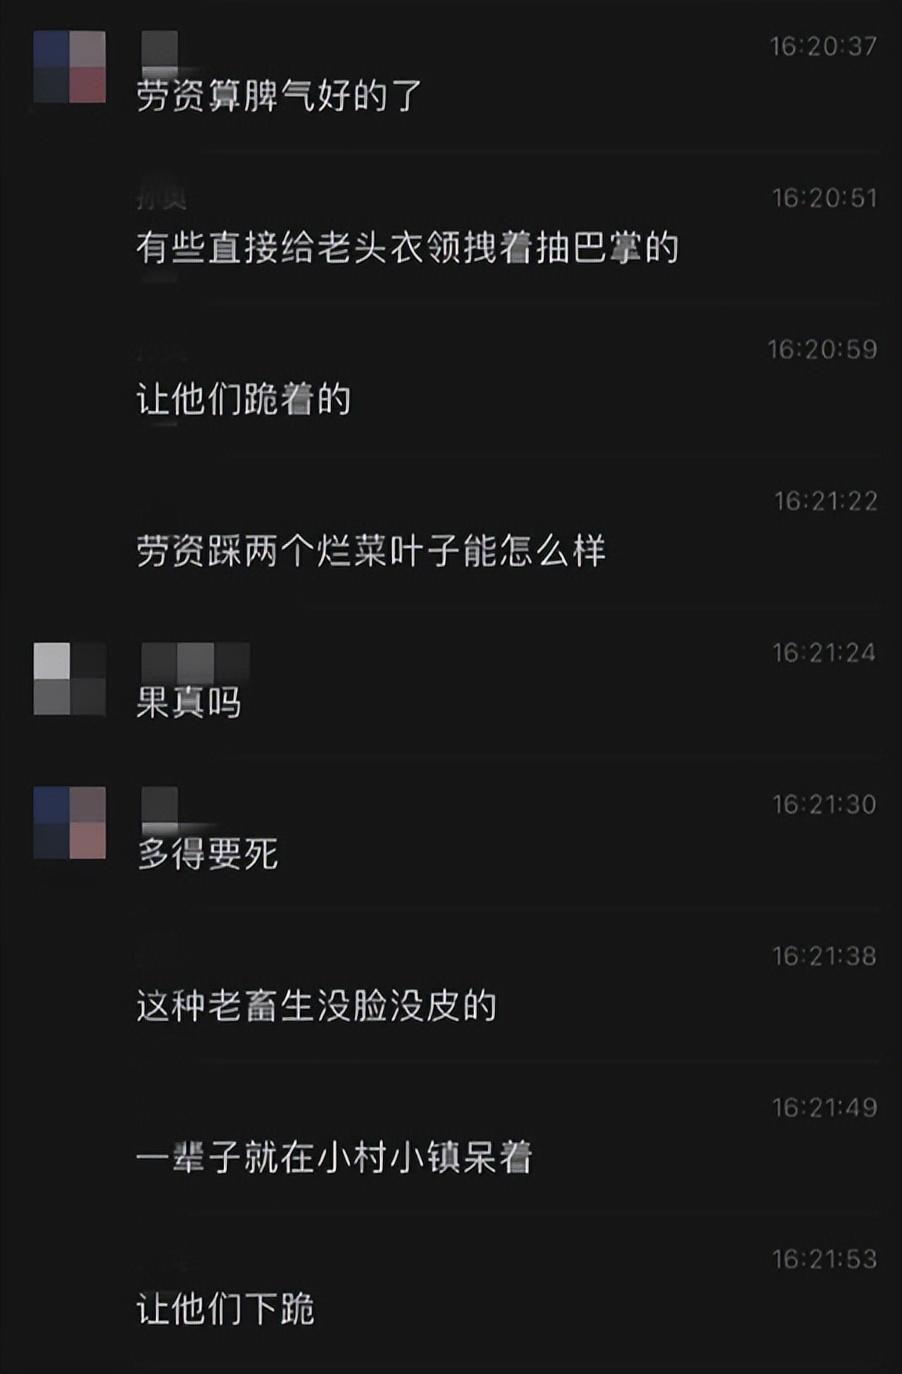 16:20:37
劳资算脾气好的了
16:20:51
有些直接给老头衣领拽着抽巴掌的
16:20:59
让他们跪着的
16:21:22
劳资踩两个烂菜叶子能怎么样
16:21:24
果真吗
16:21:30
多得要死
16:21:38
这种老畜生没脸没皮的
16:21:49
一辈子就在小村小镇呆着
16:21:53
让他们下跪